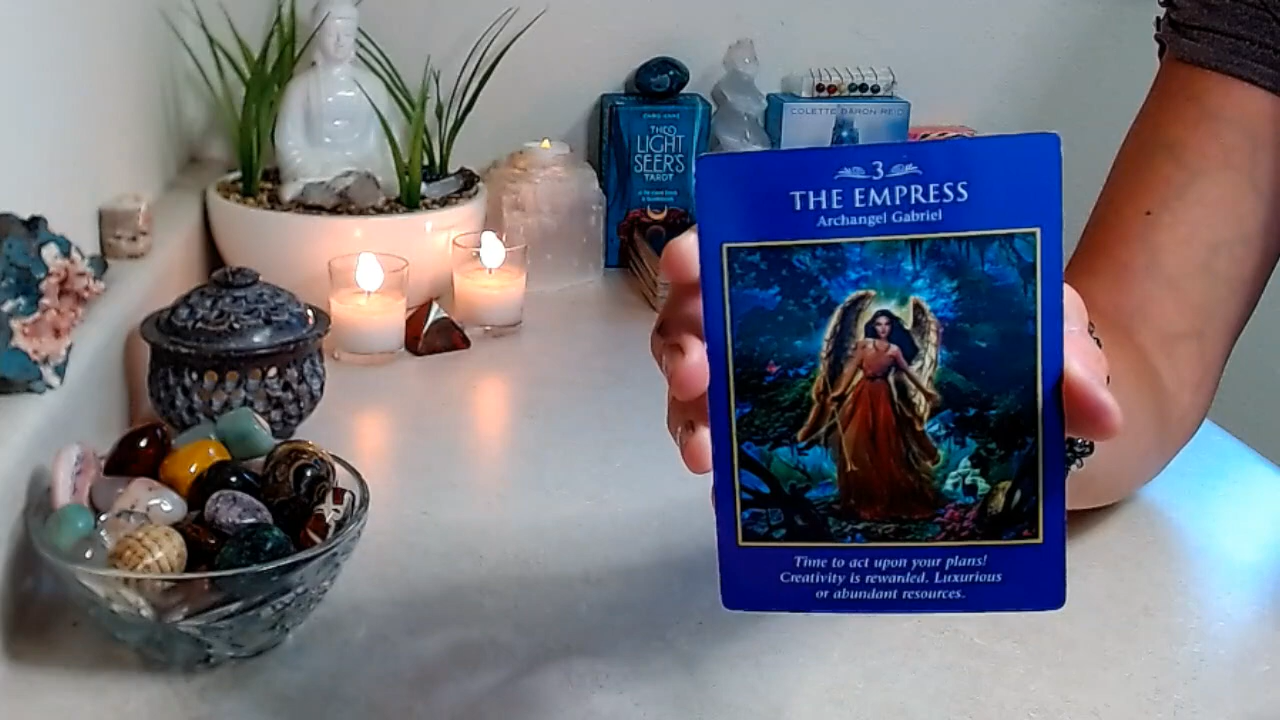 THE
LIGHT
SEER'S
TAROT
COLETTE BARON REID
3
THE EMPRESS
Archangel Gabriel
Time to act upon your plans!
Creativity is rewarded. Luxurious
or abundant resources.